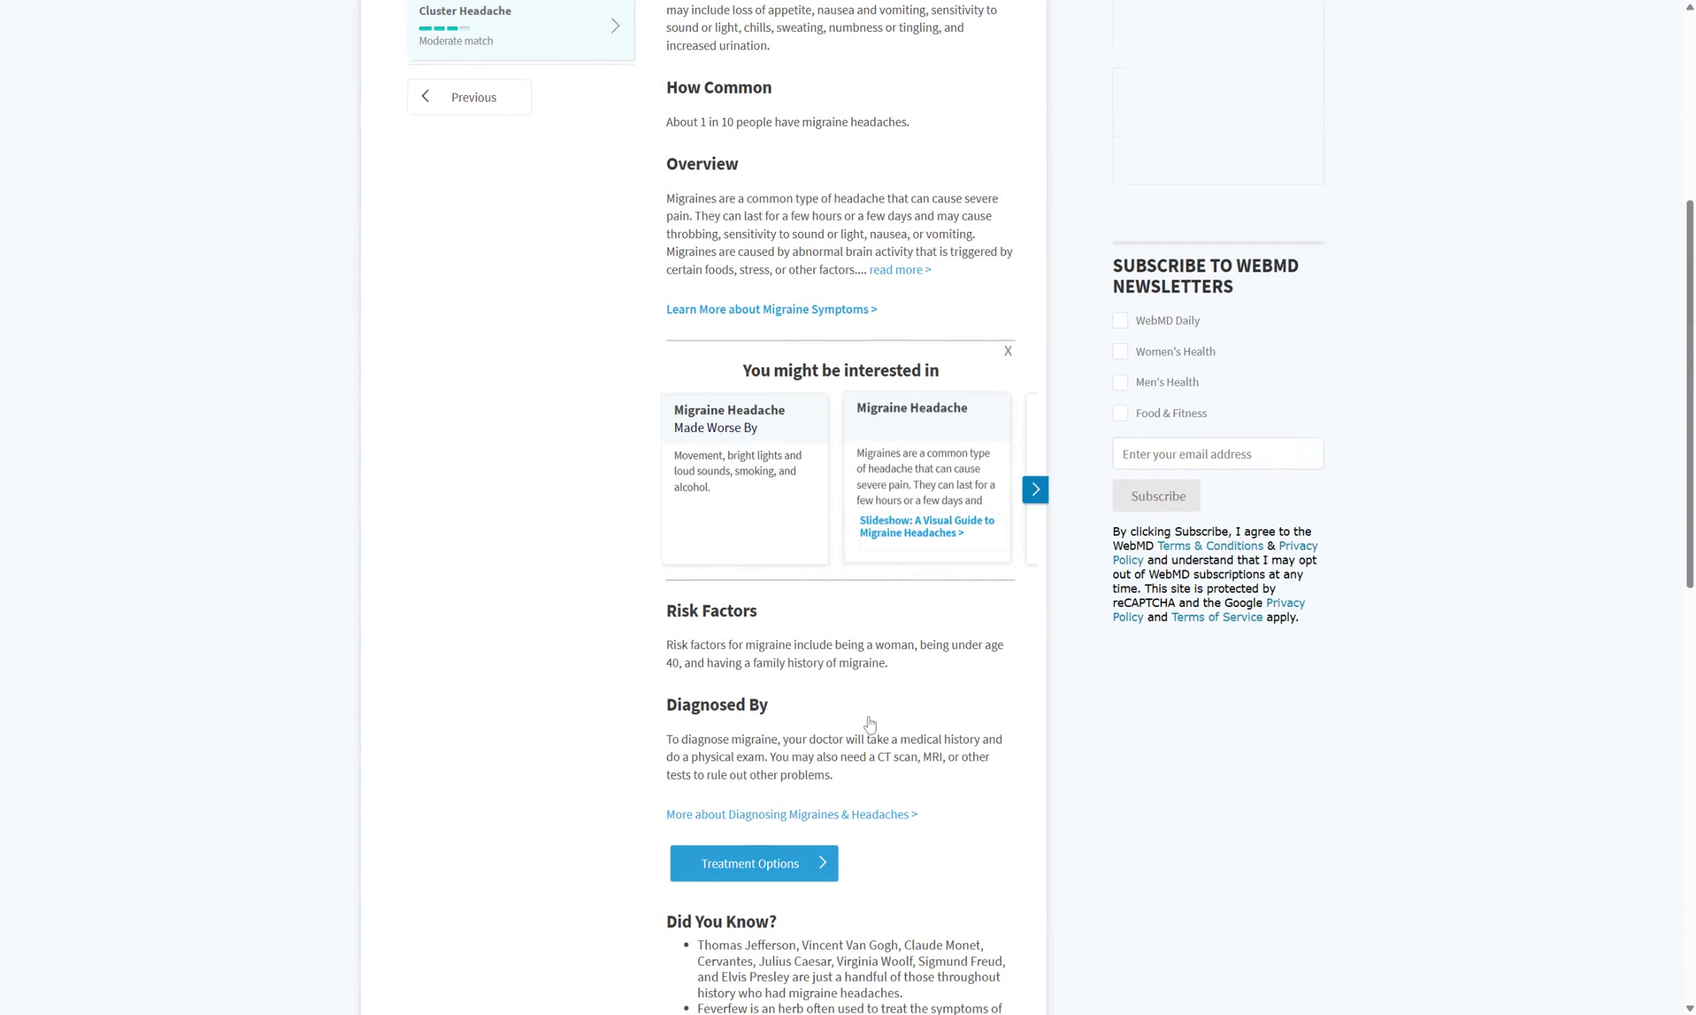 Cluster Headache
Moderate match
Previous
may include loss of appetite, nausea and vomiting, sensitivity to
sound or light, chills, sweating, numbness or tingling, and
increased urination.
How Common
About 1 in 10 people have migraine headaches.
Overview
Migraines are a common type of headache that can cause severe
pain. They can last for a few hours or a few days and may cause
throbbing, sensitivity to sound or light, nausea, or vomiting.
Migraines are caused by abnormal brain activity that is triggered by
certain foods, stress, or other factors.... read more >
Learn More about Migraine Symptoms >
X
You might be interested in
Migraine Headache
Made Worse By
Movement, bright lights and
loud sounds, smoking, and
alcohol.
Migraine Headache
Migraines are a common type
of headache that can cause
severe pain. They can last for a
few hours or a few days and
Slideshow: A Visual Guide to
Migraine Headaches >
Risk Factors
Risk factors for migraine include being a woman, being under age
40, and having a family history of migraine.
Diagnosed By
To diagnose migraine, your doctor will take a medical history and
do a physical exam. You may also need a CT scan, MRI, or other
tests to rule out other problems.
More about Diagnosing Migraines & Headaches >
Treatment Options
Did You Know?
• Thomas Jefferson, Vincent Van Gogh, Claude Monet,
Cervantes, Julius Caesar, Virginia Woolf, Sigmund Freud,
and Elvis Presley are just a handful of those throughout
history who had migraine headaches.
• Feverfew is an herb often used to treat the symptoms of
SUBSCRIBE TO WEBMD
NEWSLETTERS
WebMD Daily
Women's Health
Men's Health
Food & Fitness
Enter your email address
Subscribe
By clicking Subscribe, I agree to the
WebMD Terms & Conditions & Privacy
Policy and understand that I may opt
out of WebMD subscriptions at any
time. This site is protected by
reCAPTCHA and the Google Privacy
Policy and Terms of Service apply.